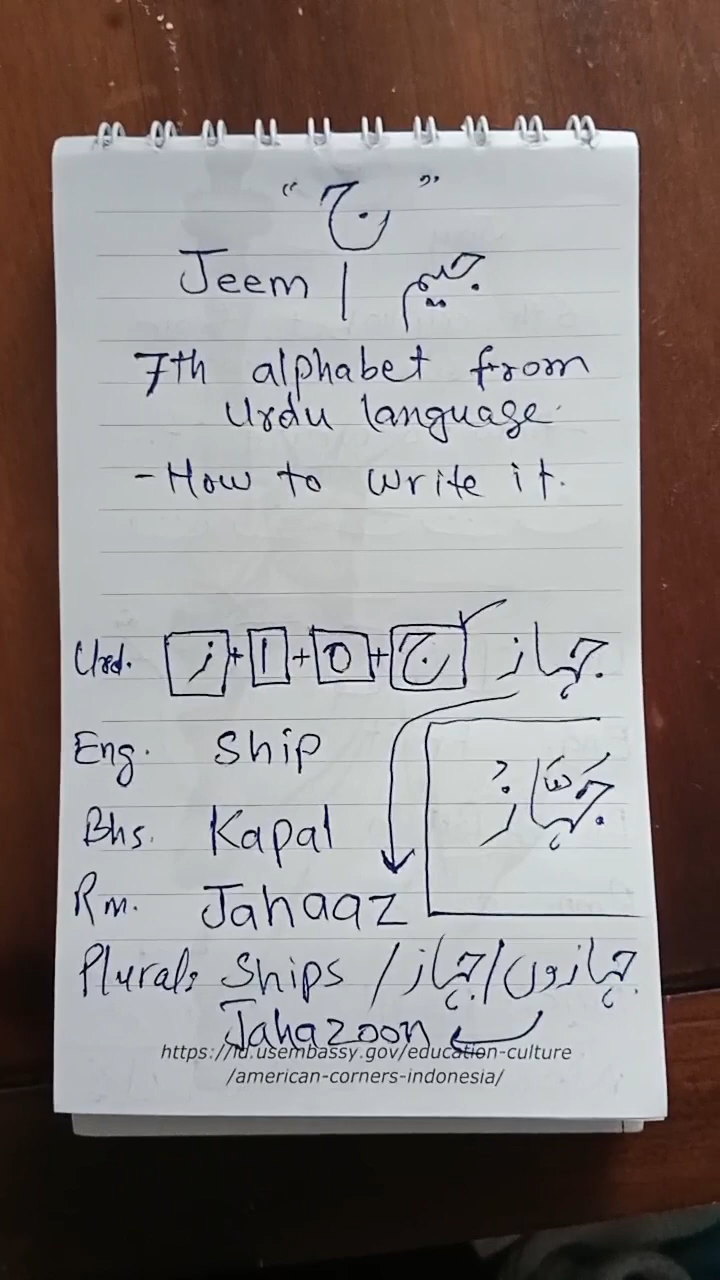 "ج"
Jeem | جیم
7th alphabet from
Urdu language.
- How to write it.
Urd. ز + ا + ہ + ج جہاز
Eng. Ship
Bhs. Kapal
جَہَازْ
Rm. Jahaaz
Plural: Ships / جہاز / جہازوں
Jahazoon
https://id.usembassy.gov/education-culture
/american-corners-indonesia/